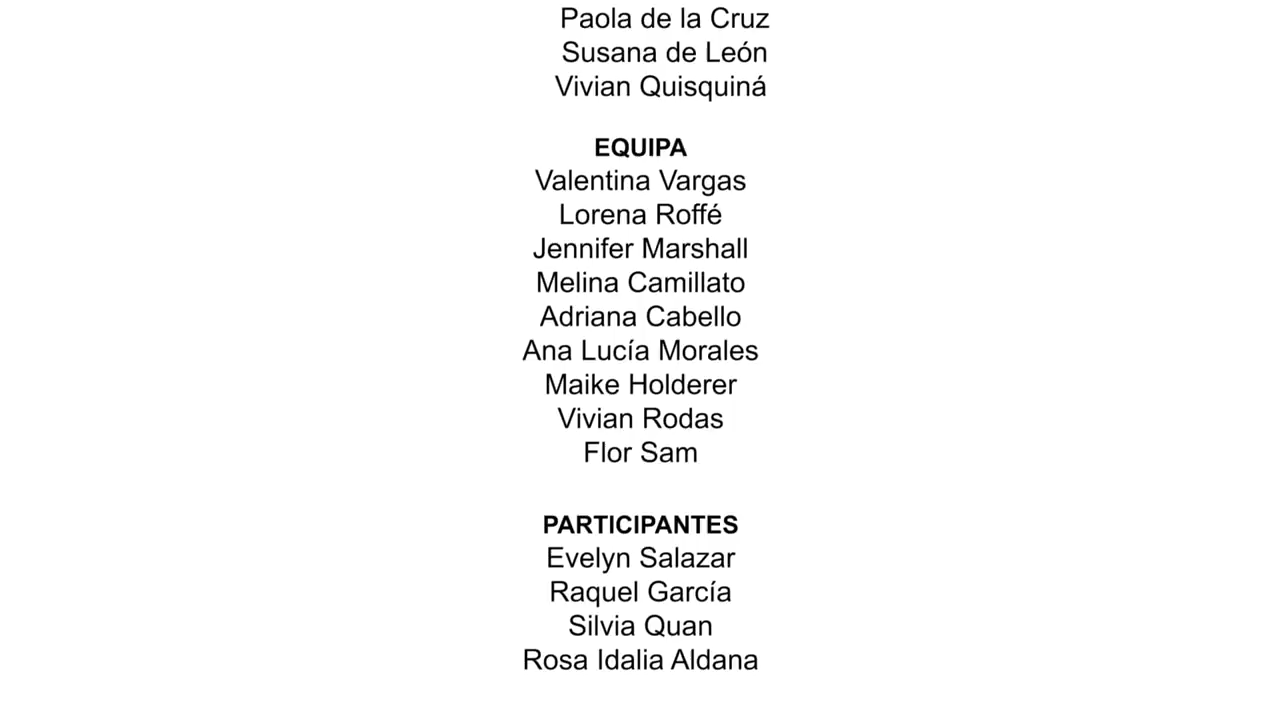 Paola de la Cruz
Susana de León
Vivian Quisquiná
EQUIPA
Valentina Vargas
Lorena Roffé
Jennifer Marshall
Melina Camillato
Adriana Cabello
Ana Lucía Morales
Maike Holderer
Vivian Rodas
Flor Sam
PARTICIPANTES
Evelyn Salazar
Raquel García
Silvia Quan
Rosa Idalia Aldana